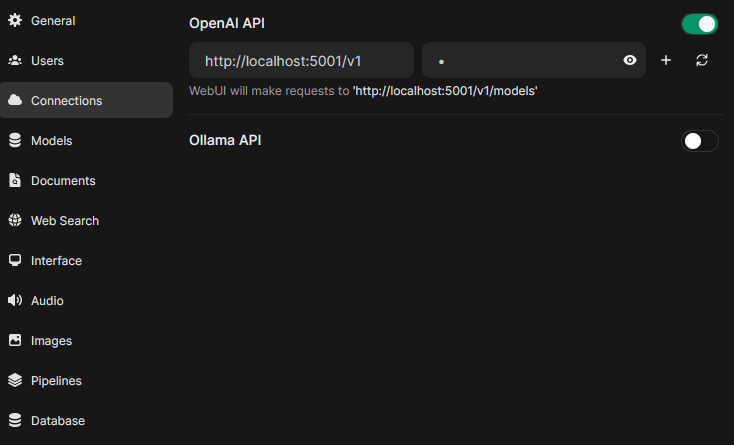 General
Users
Connections
Models
Documents
Web Search
Interface
Audio
Images
Pipelines
Database
OpenAI API
http://localhost:5001/v1
WebUI will make requests to 'http://localhost:5001/v1/models'
Ollama API